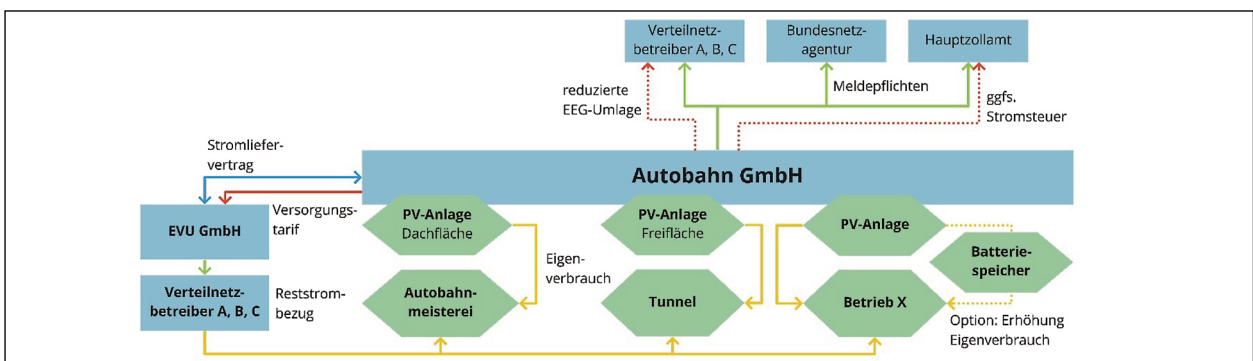 Verteilnetz-
betreiber A, B, C
Bundesnetz-
agentur
Hauptzollamt
reduzierte
EEG-Umlage
Meldepflichten
ggfs.
Stromsteuer
Stromliefer-
vertrag
Autobahn GmbH
Versorgungs-
tarif
EVU GmbH
PV-Anlage
Dachfläche
PV-Anlage
Freifläche
PV-Anlage
Batterie-
speicher
Eigen-
verbrauch
Verteilnetz-
betreiber A, B, C
Reststrom-
bezug
Autobahn-
meisterei
Tunnel
Betrieb X
Option: Erhöhung
Eigenverbrauch